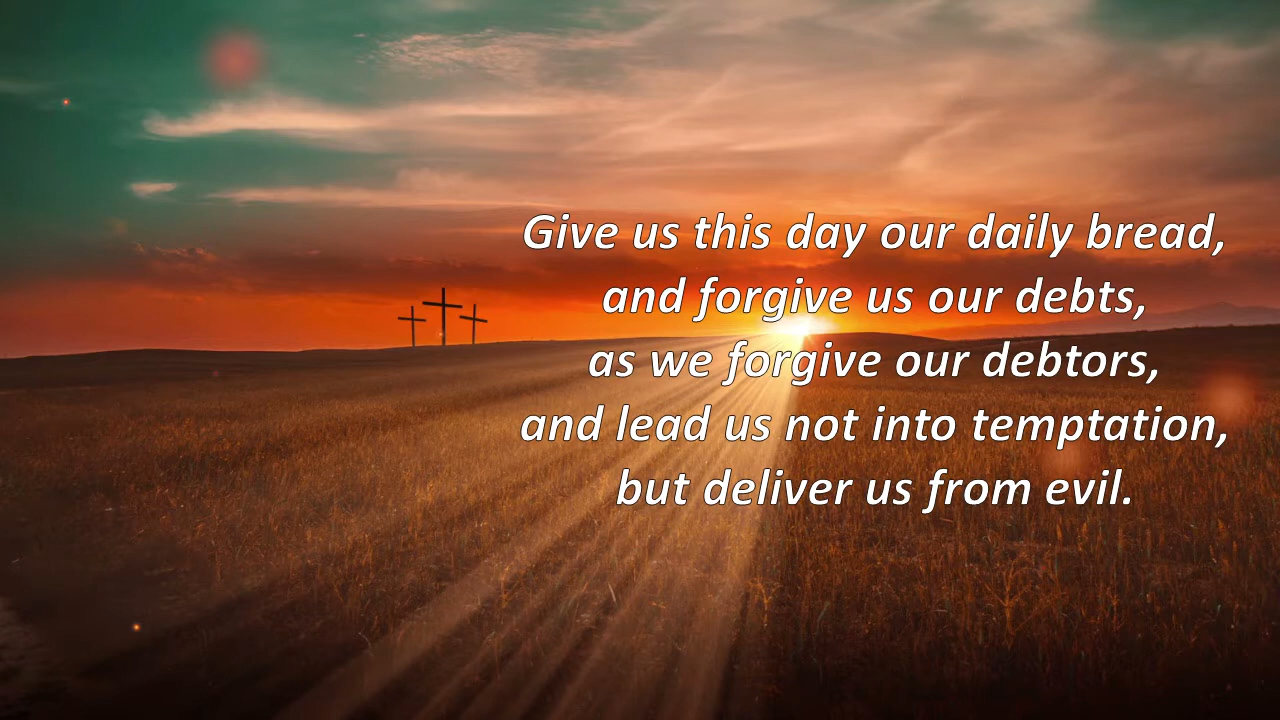 Give us this day our daily bread,
and forgive us our debts,
as we forgive our debtors,
and lead us not into temptation,
but deliver us from evil.